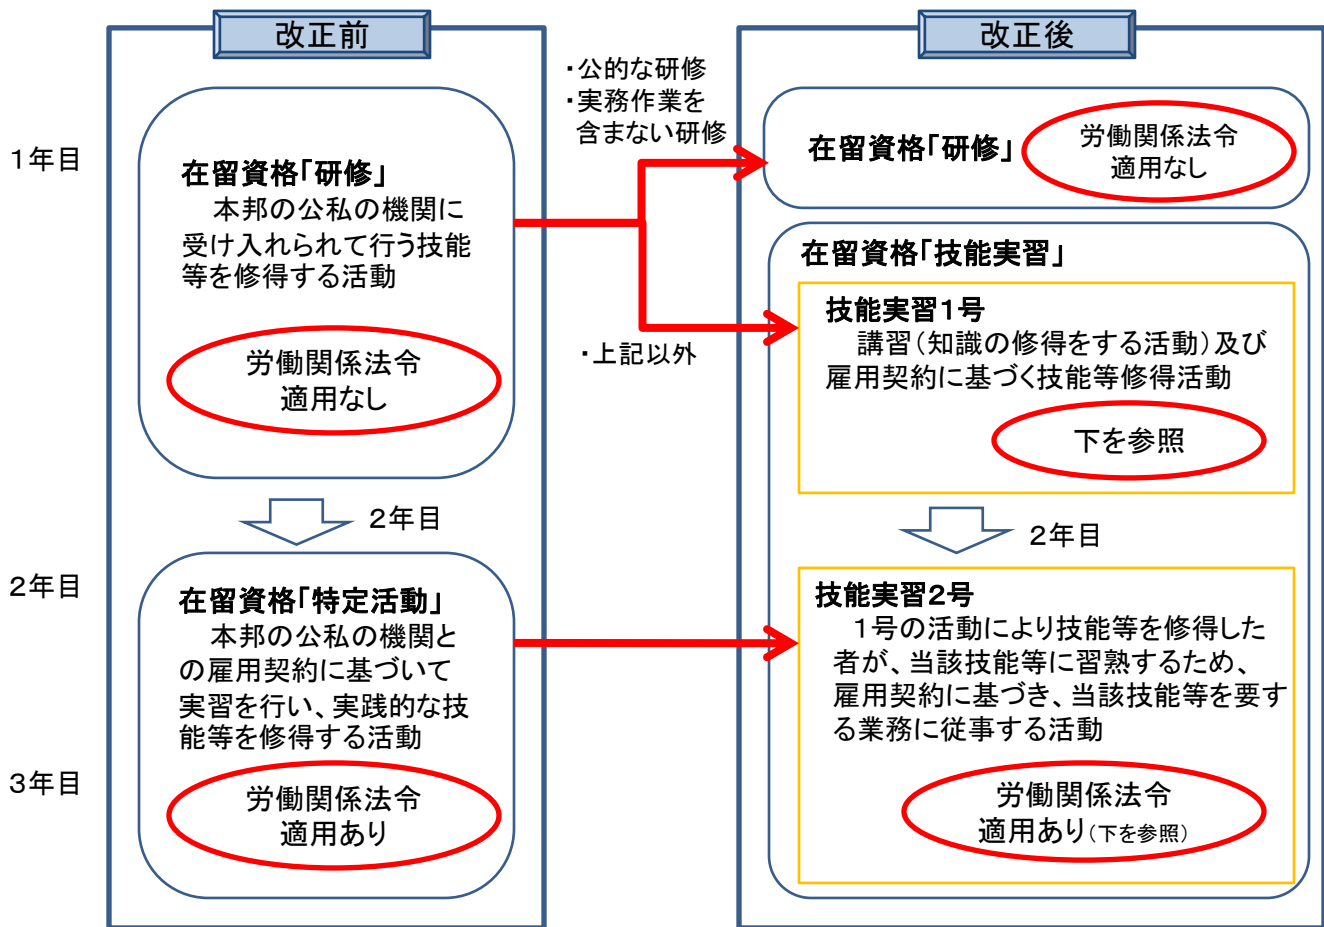 改正前
改正後
1年目
2年目
3年目
在留資格「研修」
本邦の公私の機関に
受け入れられて行う技能
等を修得する活動
労働関係法令
適用なし
2年目
在留資格「特定活動」
本邦の公私の機関と
の雇用契約に基づいて
実習を行い、実践的な技
能等を修得する活動
労働関係法令
適用あり
・公的な研修
・実務作業を
含まない研修
・上記以外
在留資格「研修」
労働関係法令
適用なし
在留資格「技能実習」
技能実習1号
講習(知識の修得をする活動)及び
雇用契約に基づく技能等修得活動
下を参照
2年目
技能実習2号
1号の活動により技能等を修得した
者が、当該技能等に習熟するため、
雇用契約に基づき、当該技能等を要す
る業務に従事する活動
労働関係法令
適用あり(下を参照)